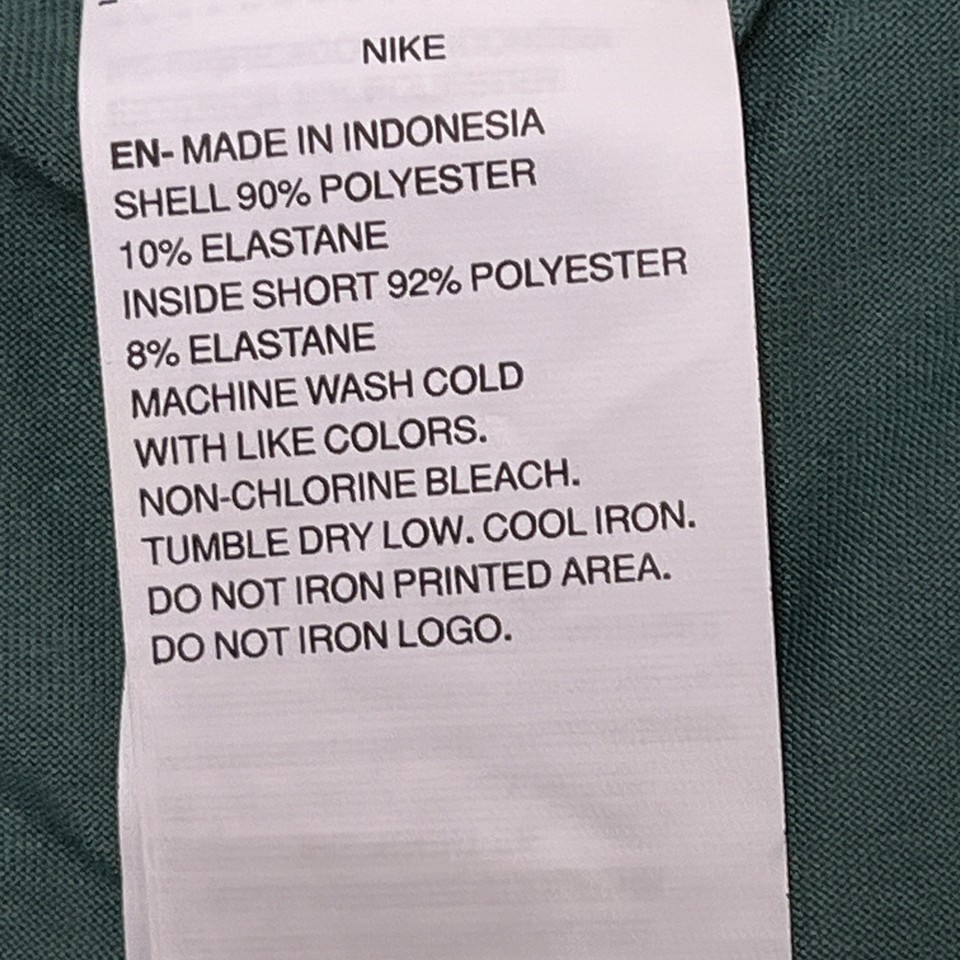 NIKE
EN- MADE IN INDONESIA
SHELL 90% POLYESTER
10% ELASTANE
INSIDE SHORT 92% POLYESTER
8% ELASTANE
MACHINE WASH COLD
WITH LIKE COLORS.
NON-CHLORINE BLEACH.
TUMBLE DRY LOW. COOL IRON.
DO NOT IRON PRINTED AREA.
DO NOT IRON LOGO.